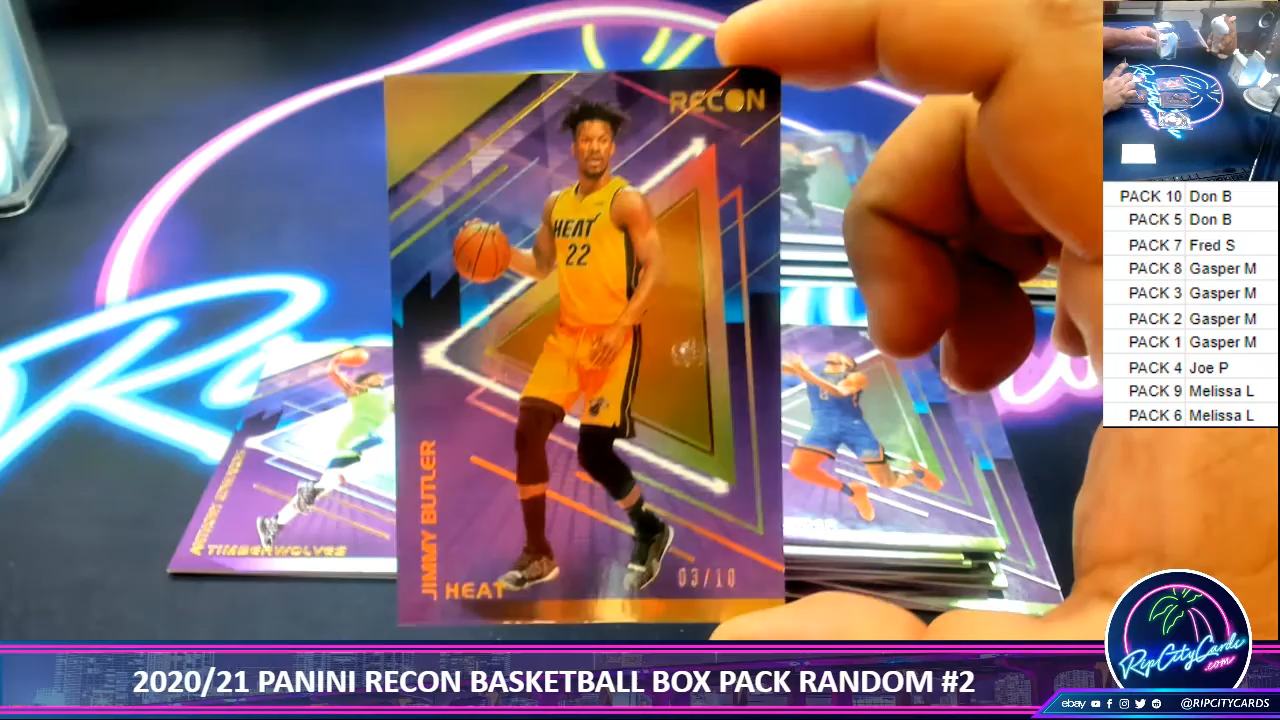 RECON
HEAT
22
JIMMY BUTLER
HEAT
03/10
TIMBERWOLVES
PACK 10 Don B
PACK 5 Don B
PACK 7 Fred S
PACK 8 Gasper M
PACK 3 Gasper M
PACK 2 Gasper M
PACK 1 Gasper M
PACK 4 Joe P
PACK 9 Melissa L
PACK 6 Melissa L
RipCityCards
.com
2020/21 PANINI RECON BASKETBALL BOX PACK RANDOM #2
ebay @RIPCITYCARDS